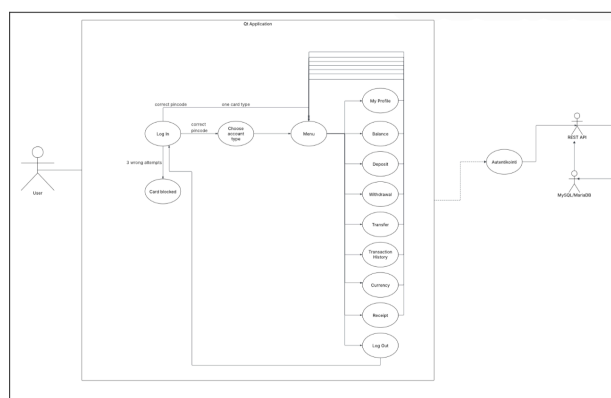 Qt Application
correct pincode
one card type
Log In
correct
pincode
Choose
account
type
Menu
3 wrong attempts
Card blocked
My Profile
Balance
Deposit
Withdrawal
Transfer
Transaction
History
Currency
Receipt
Log Out
User
Autentikointi
REST API
MySQL/MariaDB